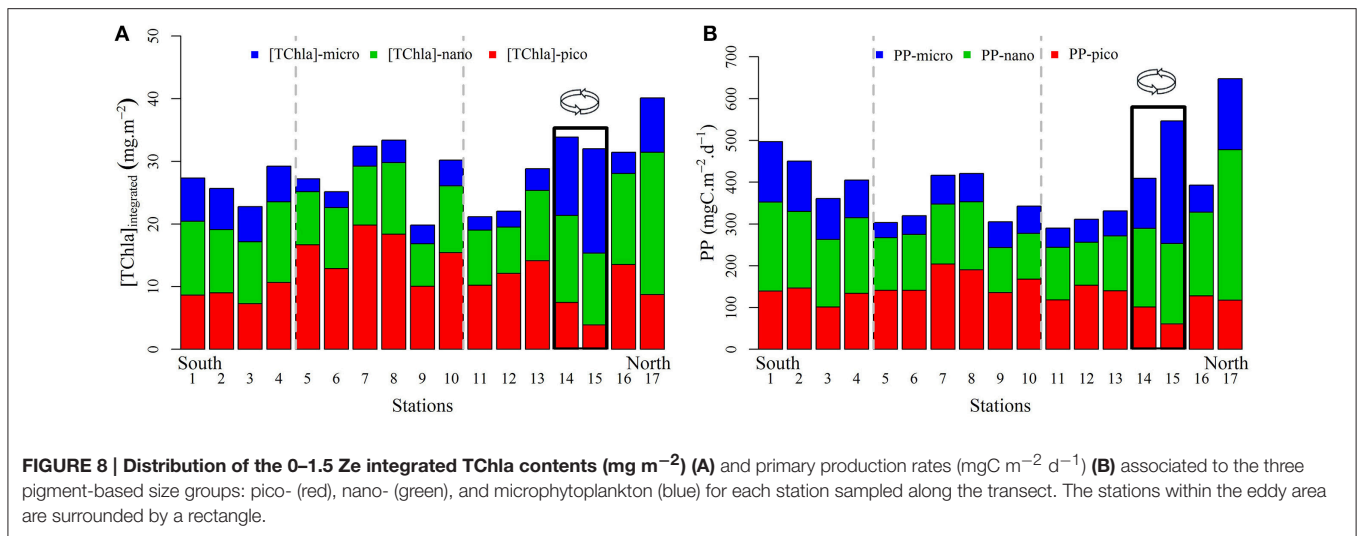 A
[TChla]-micro [TChla]-nano [TChla]-pico
[TChla]integrated (mg.m-2)
50
40
30
20
10
0
South North
1 2 3 4 5 6 7 8 9 10 11 12 13 14 15 16 17
Stations
B
PP-micro PP-nano PP-pico
PP (mgC.m-2.d-1)
700
600
500
400
300
200
100
0
South North
1 2 3 4 5 6 7 8 9 10 11 12 13 14 15 16 17
Stations
FIGURE 8 | Distribution of the 0–1.5 Ze integrated TChla contents (mg m−2) (A) and primary production rates (mgC m−2 d−1) (B) associated to the three
pigment-based size groups: pico- (red), nano- (green), and microphytoplankton (blue) for each station sampled along the transect. The stations within the eddy area
are surrounded by a rectangle.